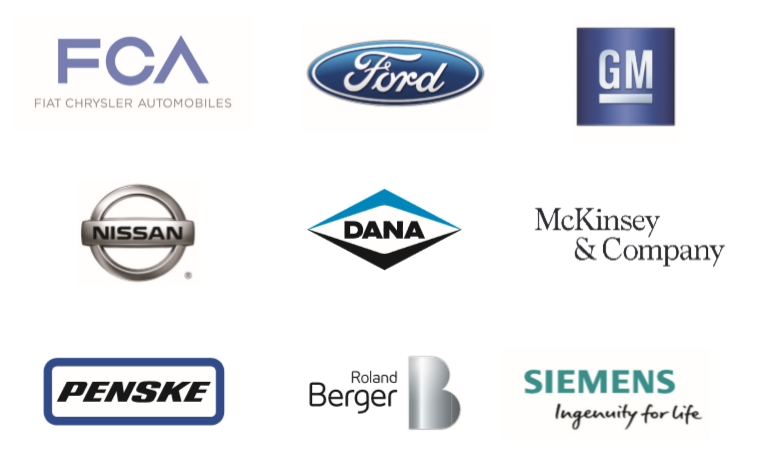 FCA
FIAT CHRYSLER AUTOMOBILES
Ford
GM
NISSAN
®
DANA
McKinsey
& Company
PENSKE
Roland
Berger
B
SIEMENS
Ingenuity for life